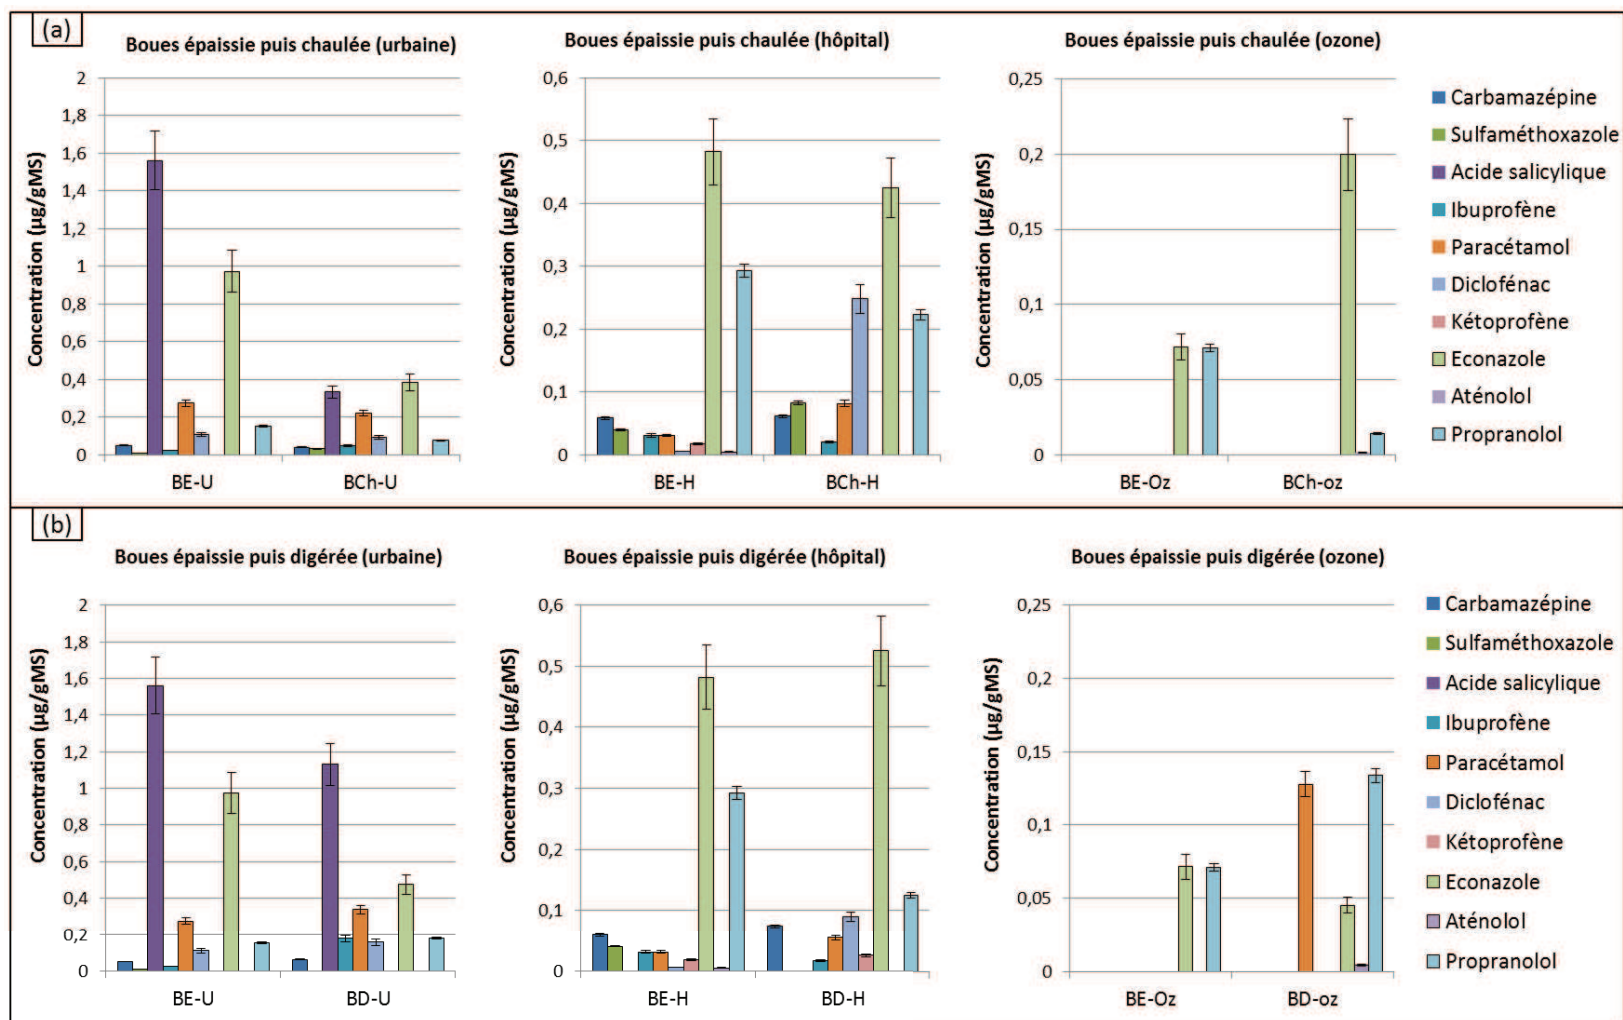 (a)
Boues épaissie puis chaulée (urbaine)
Concentration (µg/gMS)
2
1,8
1,6
1,4
1,2
1
0,8
0,6
0,4
0,2
0
BE-U
BCh-U
Boues épaissie puis chaulée (hôpital)
Concentration (µg/gMS)
0,6
0,5
0,4
0,3
0,2
0,1
0
BE-H
BCh-H
Boues épaissie puis chaulée (ozone)
Concentration (µg/gMS)
0,25
0,2
0,15
0,1
0,05
0
BE-Oz
BCh-oz
Carbamazépine
Sulfaméthoxazole
Acide salicylique
Ibuprofène
Paracétamol
Diclofénac
Kétoprofène
Econazole
Aténolol
Propranolol
(b)
Boues épaissie puis digérée (urbaine)
Concentration (µg/gMS)
2
1,8
1,6
1,4
1,2
1
0,8
0,6
0,4
0,2
0
BE-U
BD-U
Boues épaissie puis digérée (hôpital)
Concentration (µg/gMS)
0,6
0,5
0,4
0,3
0,2
0,1
0
BE-H
BD-H
Boues épaissie puis digérée (ozone)
Concentration (µg/gMS)
0,25
0,2
0,15
0,1
0,05
0
BE-Oz
BD-oz
Carbamazépine
Sulfaméthoxazole
Acide salicylique
Ibuprofène
Paracétamol
Diclofénac
Kétoprofène
Econazole
Aténolol
Propranolol